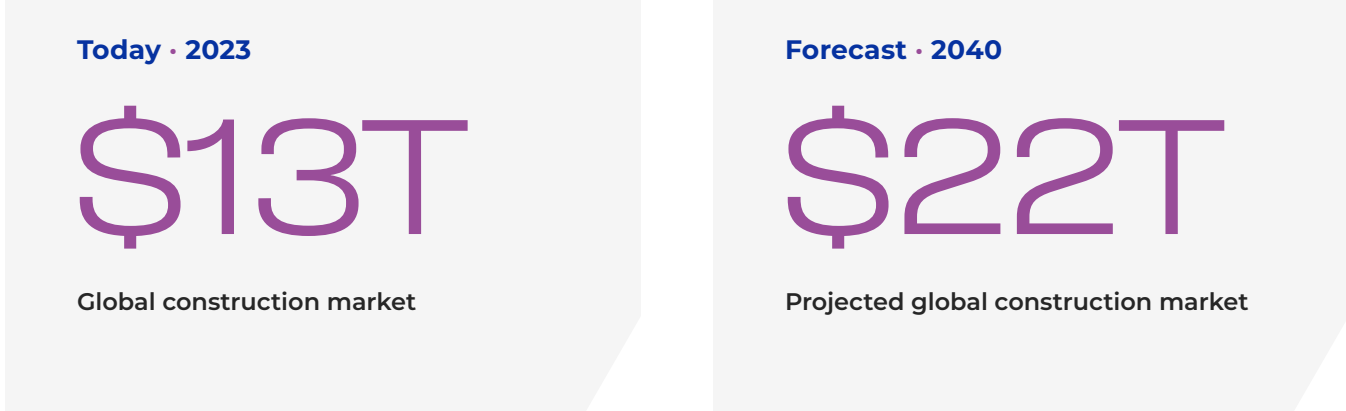 Today · 2023
$13T
Global construction market
Forecast · 2040
$22T
Projected global construction market